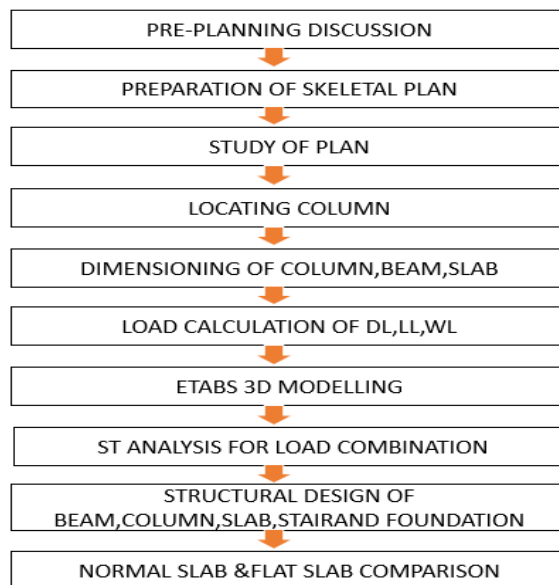 PRE-PLANNING DISCUSSION
PREPARATION OF SKELETAL PLAN
STUDY OF PLAN
LOCATING COLUMN
DIMENSIONING OF COLUMN,BEAM,SLAB
LOAD CALCULATION OF DL,LL,WL
ETABS 3D MODELLING
ST ANALYSIS FOR LOAD COMBINATION
STRUCTURAL DESIGN OF
BEAM,COLUMN,SLAB,STAIRAND FOUNDATION
NORMAL SLAB &FLAT SLAB COMPARISON